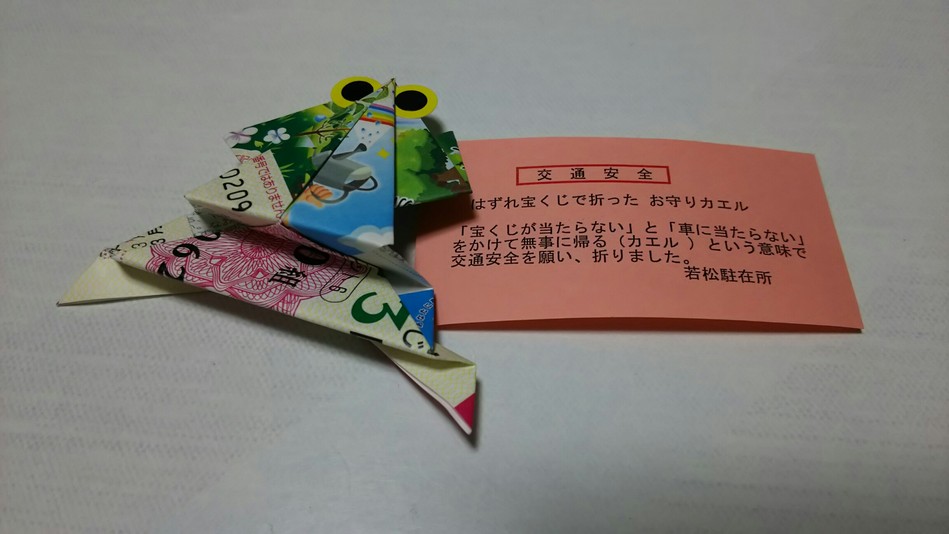 交通安全
はずれ宝くじで折った お守りカエル
「宝くじが当たらない」と「車に当たらない」
をかけて無事に帰る（カエル ）という意味で
交通安全を願い、折りました。
若松駐在所
0209
組
3